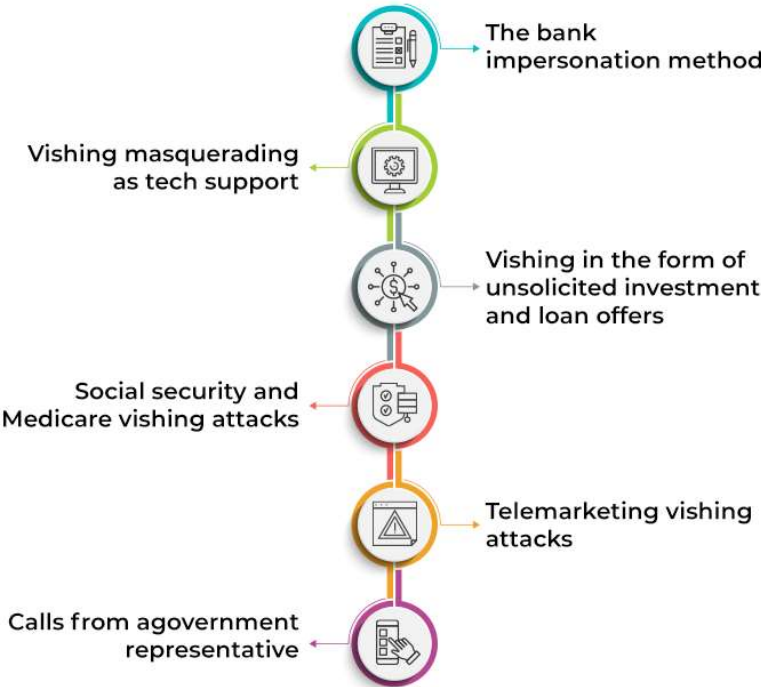 The bank
impersonation method
Vishing masquerading
as tech support
Vishing in the form of
unsolicited investment
and loan offers
Social security and
Medicare vishing attacks
Telemarketing vishing
attacks
Calls from agovernment
representative